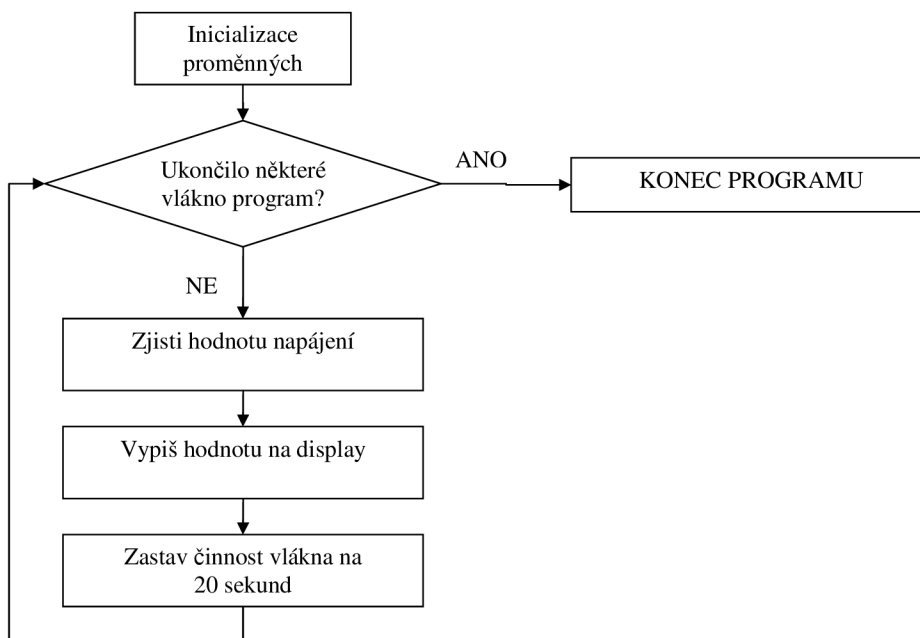 Inicializace
proměnných
Ukončilo některé
vlákno program?
ANO
KONEC PROGRAMU
NE
Zjisti hodnotu napájení
Vypiš hodnotu na display
Zastav činnost vlákna na
20 sekund